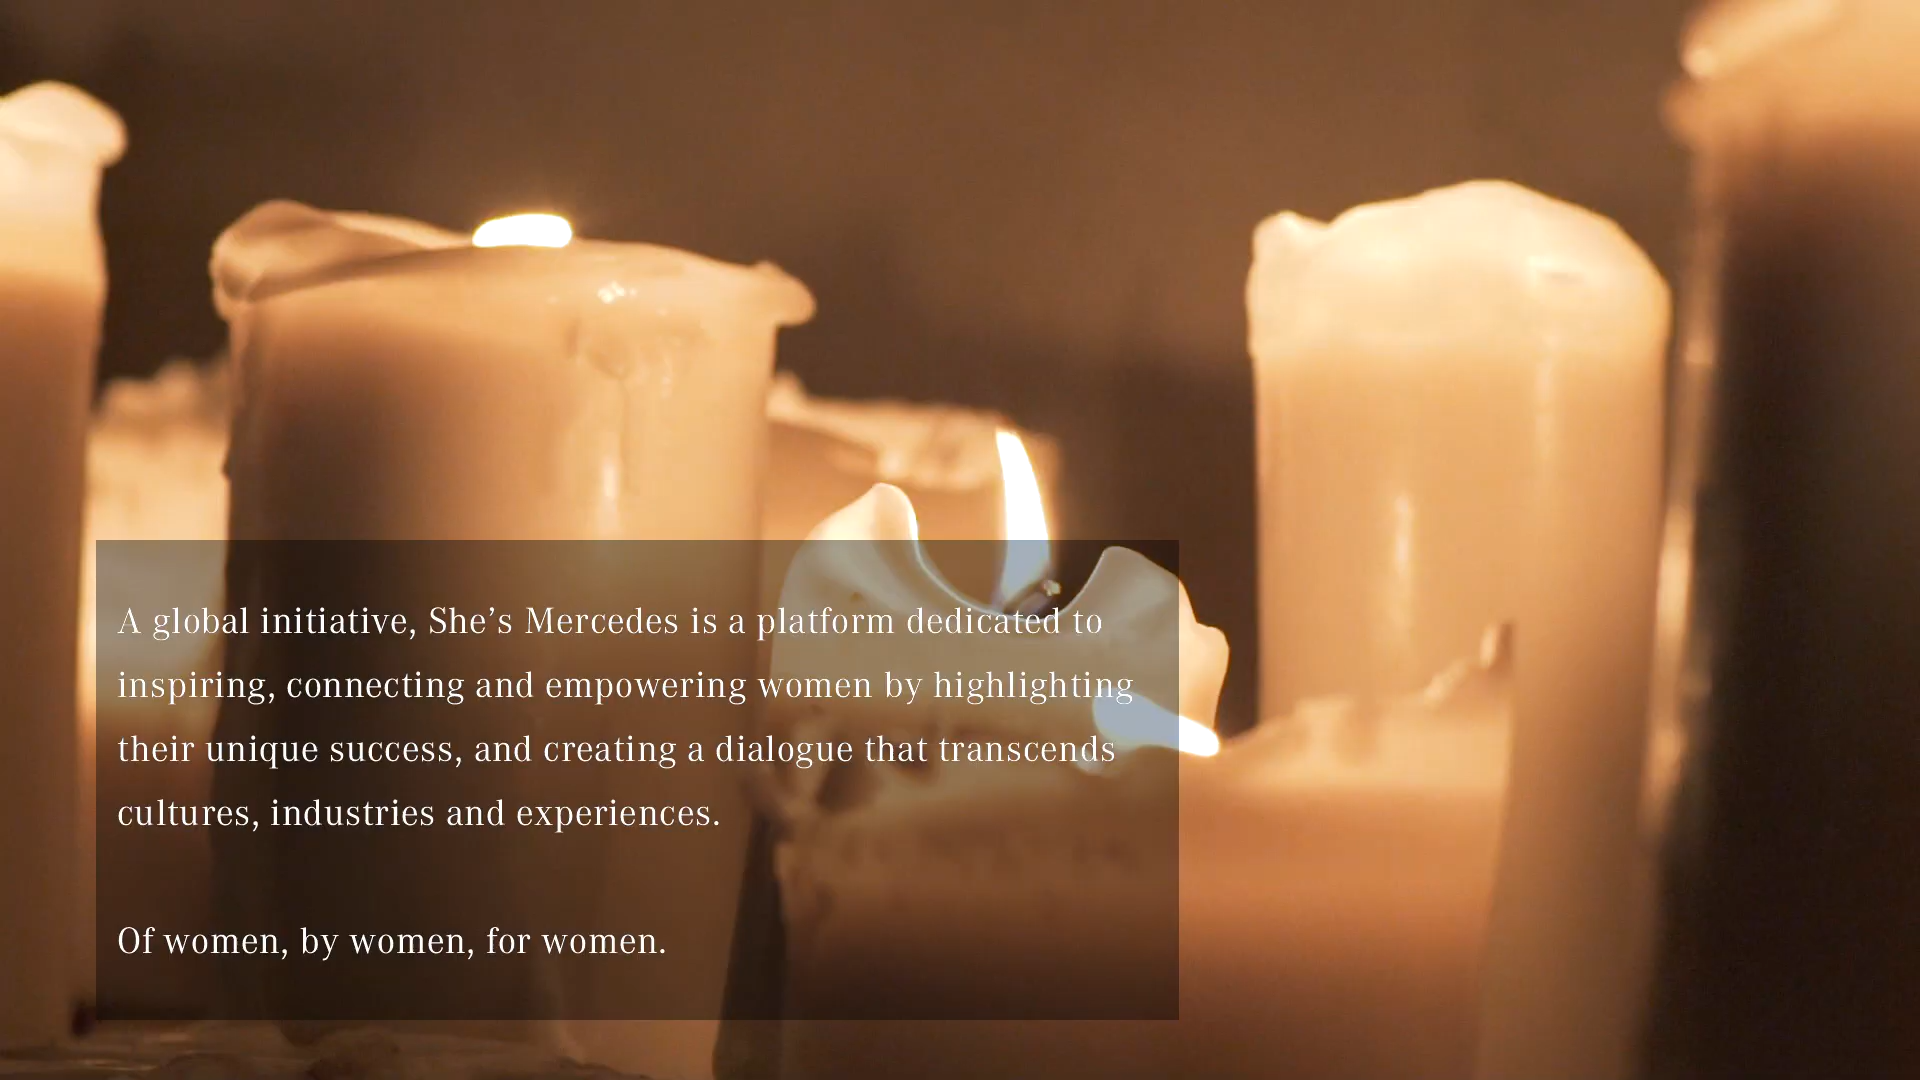 A global initiative, She’s Mercedes is a platform dedicated to
inspiring, connecting and empowering women by highlighting
their unique success, and creating a dialogue that transcends
cultures, industries and experiences.
Of women, by women, for women.